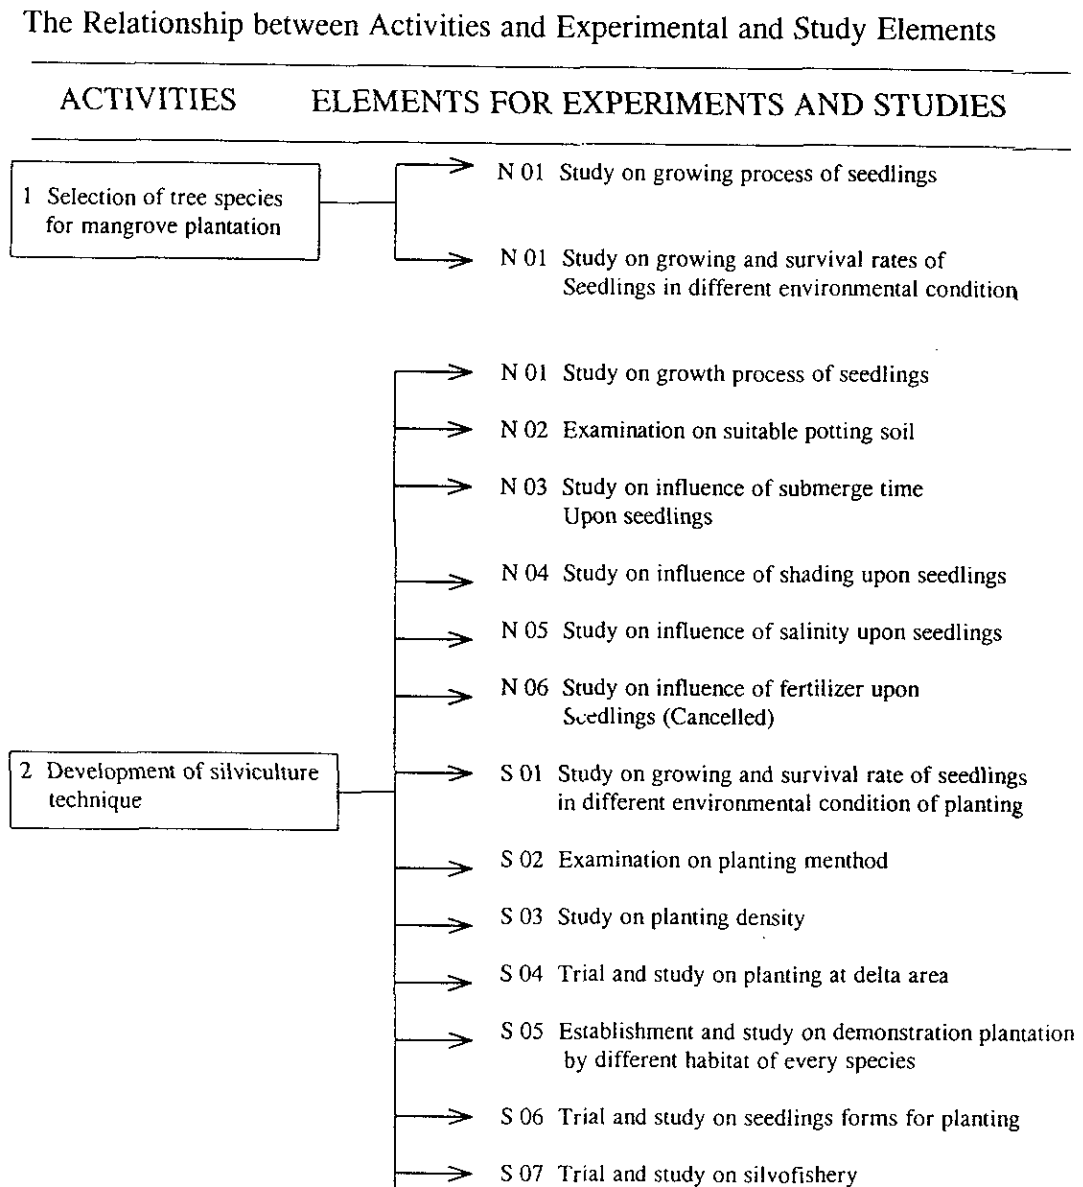 The Relationship between Activities and Experimental and Study Elements
ACTIVITIES ELEMENTS FOR EXPERIMENTS AND STUDIES
1 Selection of tree species
for mangrove plantation
N 01 Study on growing process of seedlings
N 01 Study on growing and survival rates of
Seedlings in different environmental condition
2 Development of silviculture
technique
N 01 Study on growth process of seedlings
N 02 Examination on suitable potting soil
N 03 Study on influence of submerge time
Upon seedlings
N 04 Study on influence of shading upon seedlings
N 05 Study on influence of salinity upon seedlings
N 06 Study on influence of fertilizer upon
Seedlings (Cancelled)
S 01 Study on growing and survival rate of seedlings
in different environmental condition of planting
S 02 Examination on planting menthod
S 03 Study on planting density
S 04 Trial and study on planting at delta area
S 05 Establishment and study on demonstration plantation
by different habitat of every species
S 06 Trial and study on seedlings forms for planting
S 07 Trial and study on silvofishery